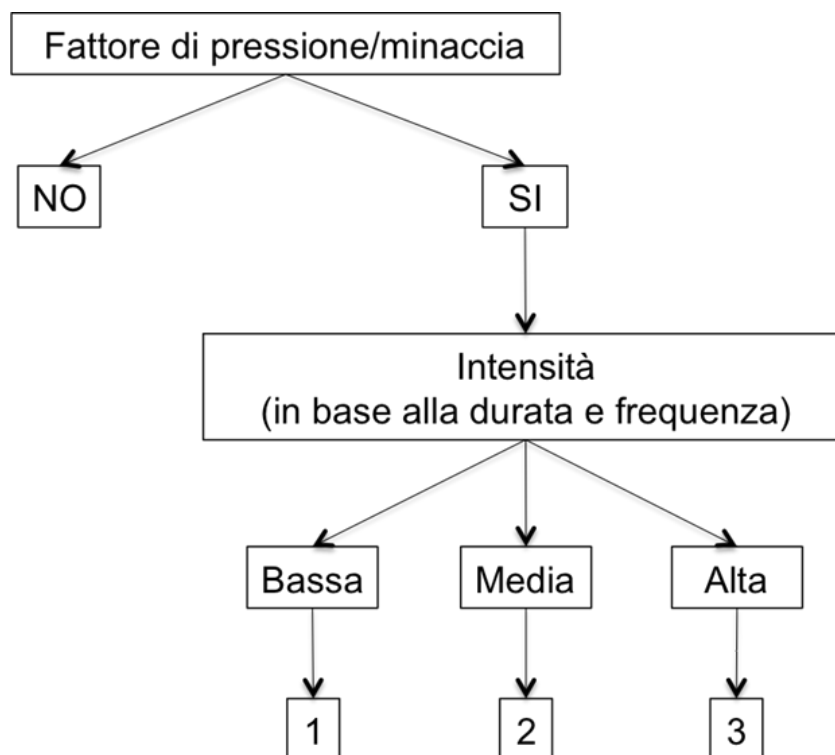 Fattore di pressione/minaccia
NO
SI
Intensità
(in base alla durata e frequenza)
Bassa
Media
Alta
1
2
3